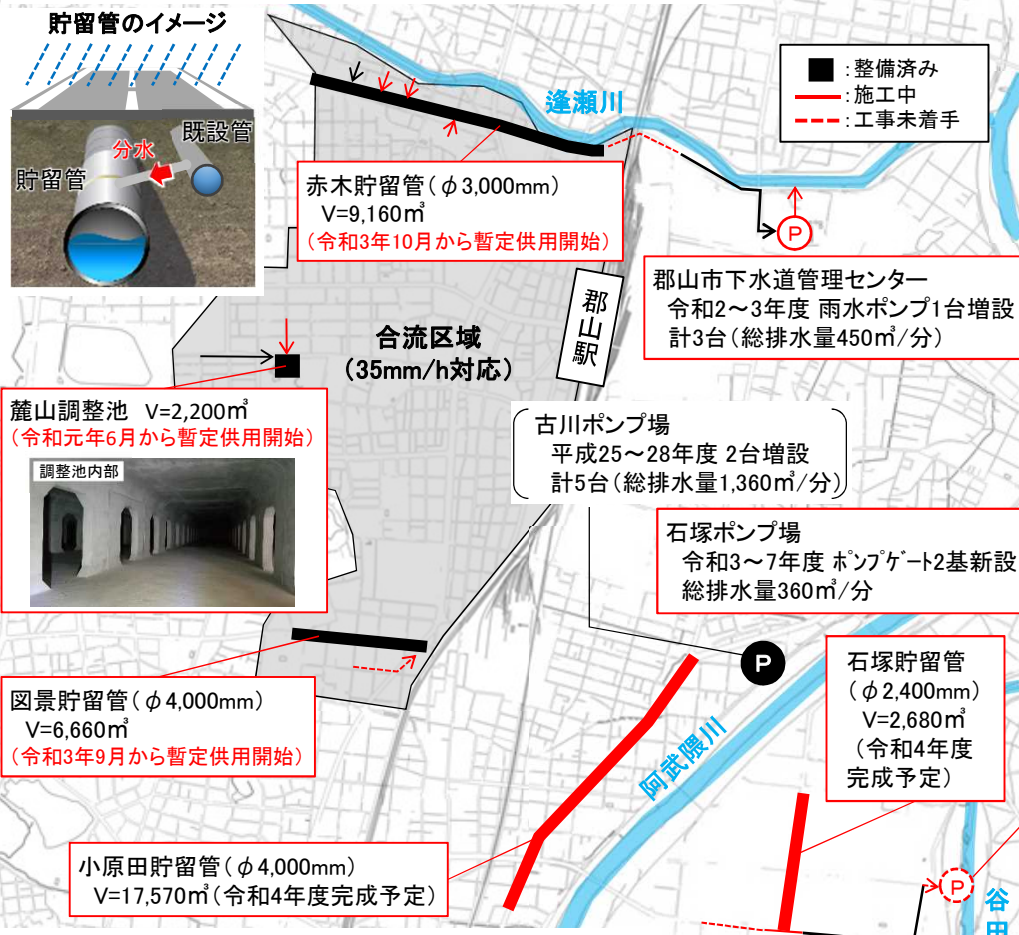 貯留管のイメージ
既設管
分水
貯留管
：整備済み
：施工中
：工事未着手
逢瀬川
赤木貯留管（φ3,000mm）
V=9,160㎥
（令和3年10月から暫定供用開始）
P
郡山市下水道管理センター
令和2～3年度 雨水ポンプ1台増設
計3台（総排水量450㎥/分）
郡山駅
合流区域
（35mm/h対応）
麓山調整池 V=2,200㎥
（令和元年6月から暫定供用開始）
調整池内部
古川ポンプ場
平成25～28年度 2台増設
計5台（総排水量1,360㎥/分）
石塚ポンプ場
令和3～7年度 ポンプゲート2基新設
総排水量360㎥/分
P
石塚貯留管
（φ2,400mm）
V=2,680㎥
（令和4年度
完成予定）
図景貯留管（φ4,000mm）
V=6,660㎥
（令和3年9月から暫定供用開始）
阿武隈川
小原田貯留管（φ4,000mm）
V=17,570㎥（令和4年度完成予定）
P
谷
田